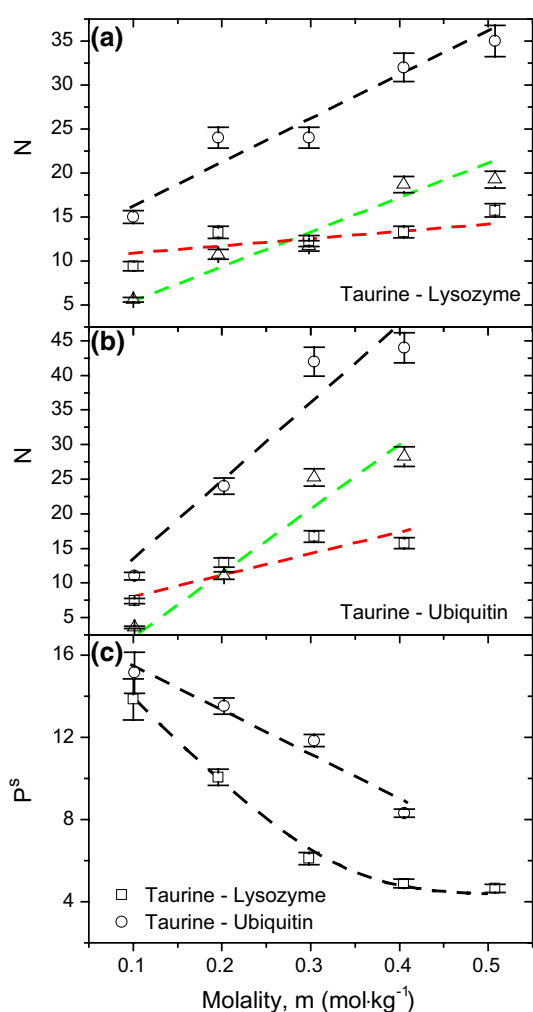 (a)
35
30
25
20
15
10
5
N
Taurine - Lysozyme
(b)
45
40
35
30
25
20
15
10
5
N
Taurine - Ubiquitin
(c)
16
12
8
4
P^s
Taurine - Lysozyme
Taurine - Ubiquitin
0.1 0.2 0.3 0.4 0.5
Molality, m (mol·kg⁻¹)